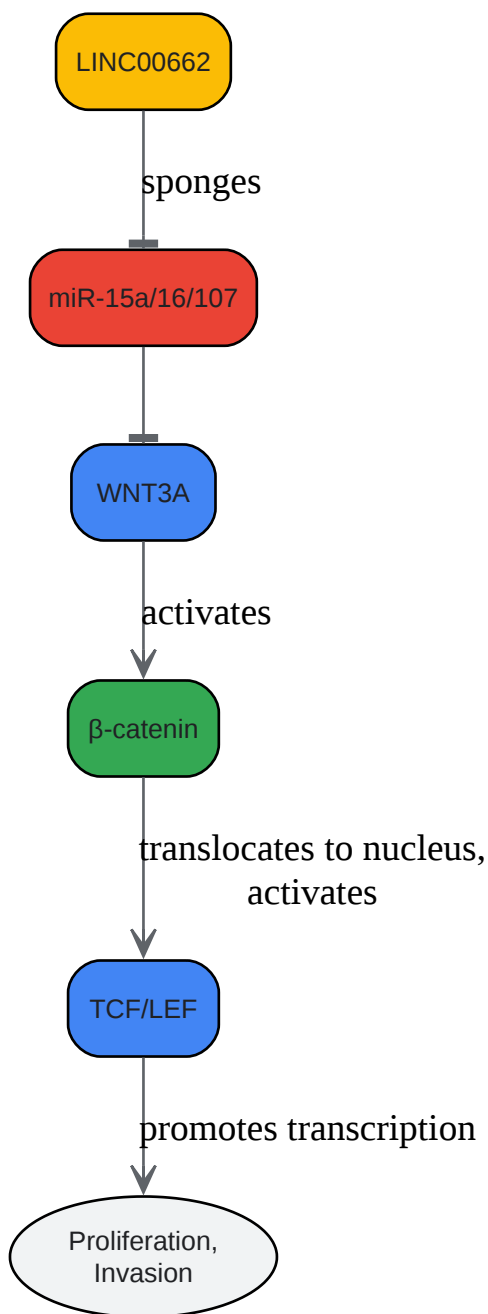 LINC00662
sponges
miR-15a/16/107
WNT3A
activates
β-catenin
translocates to nucleus,
activates
TCF/LEF
promotes transcription
Proliferation,
Invasion